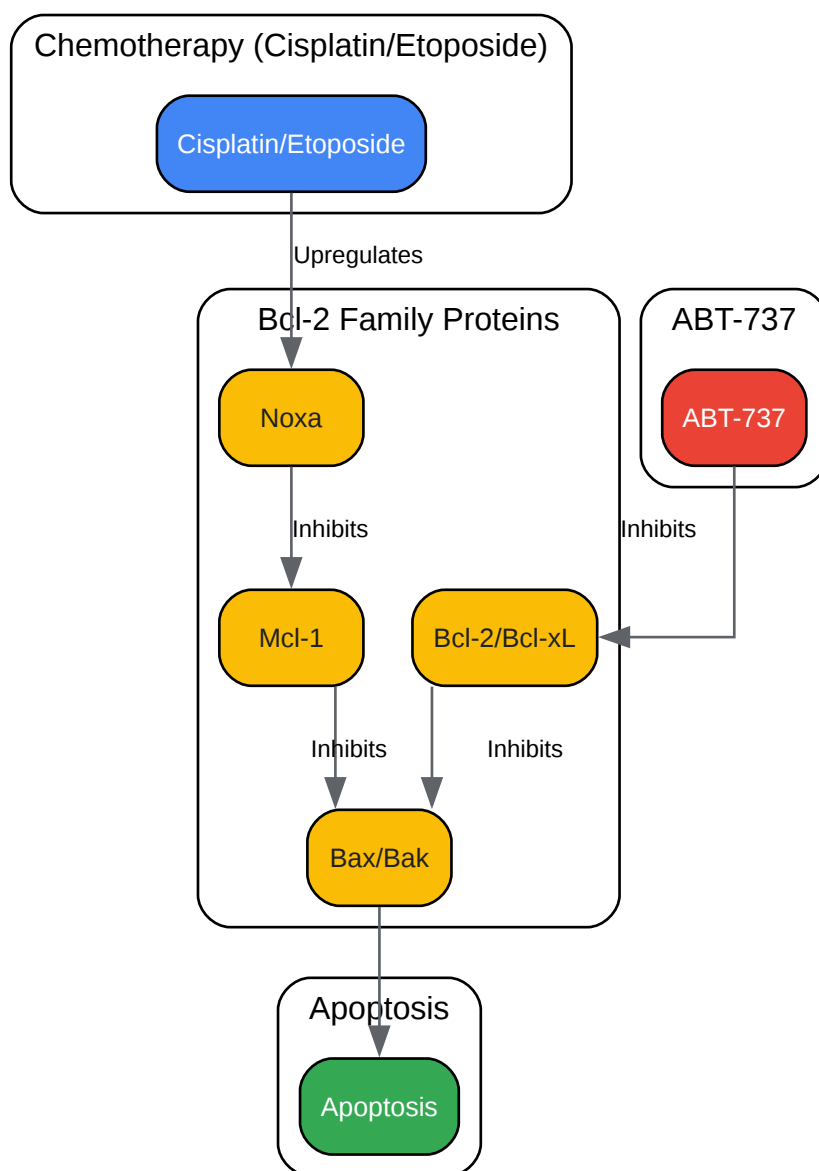 Chemotherapy (Cisplatin/Etoposide)
Cisplatin/Etoposide
Upregulates
Bcl-2 Family Proteins
ABT-737
Noxa
ABT-737
Inhibits
Inhibits
Mcl-1
Bcl-2/Bcl-xL
Inhibits
Inhibits
Bax/Bak
Apoptosis
Apoptosis